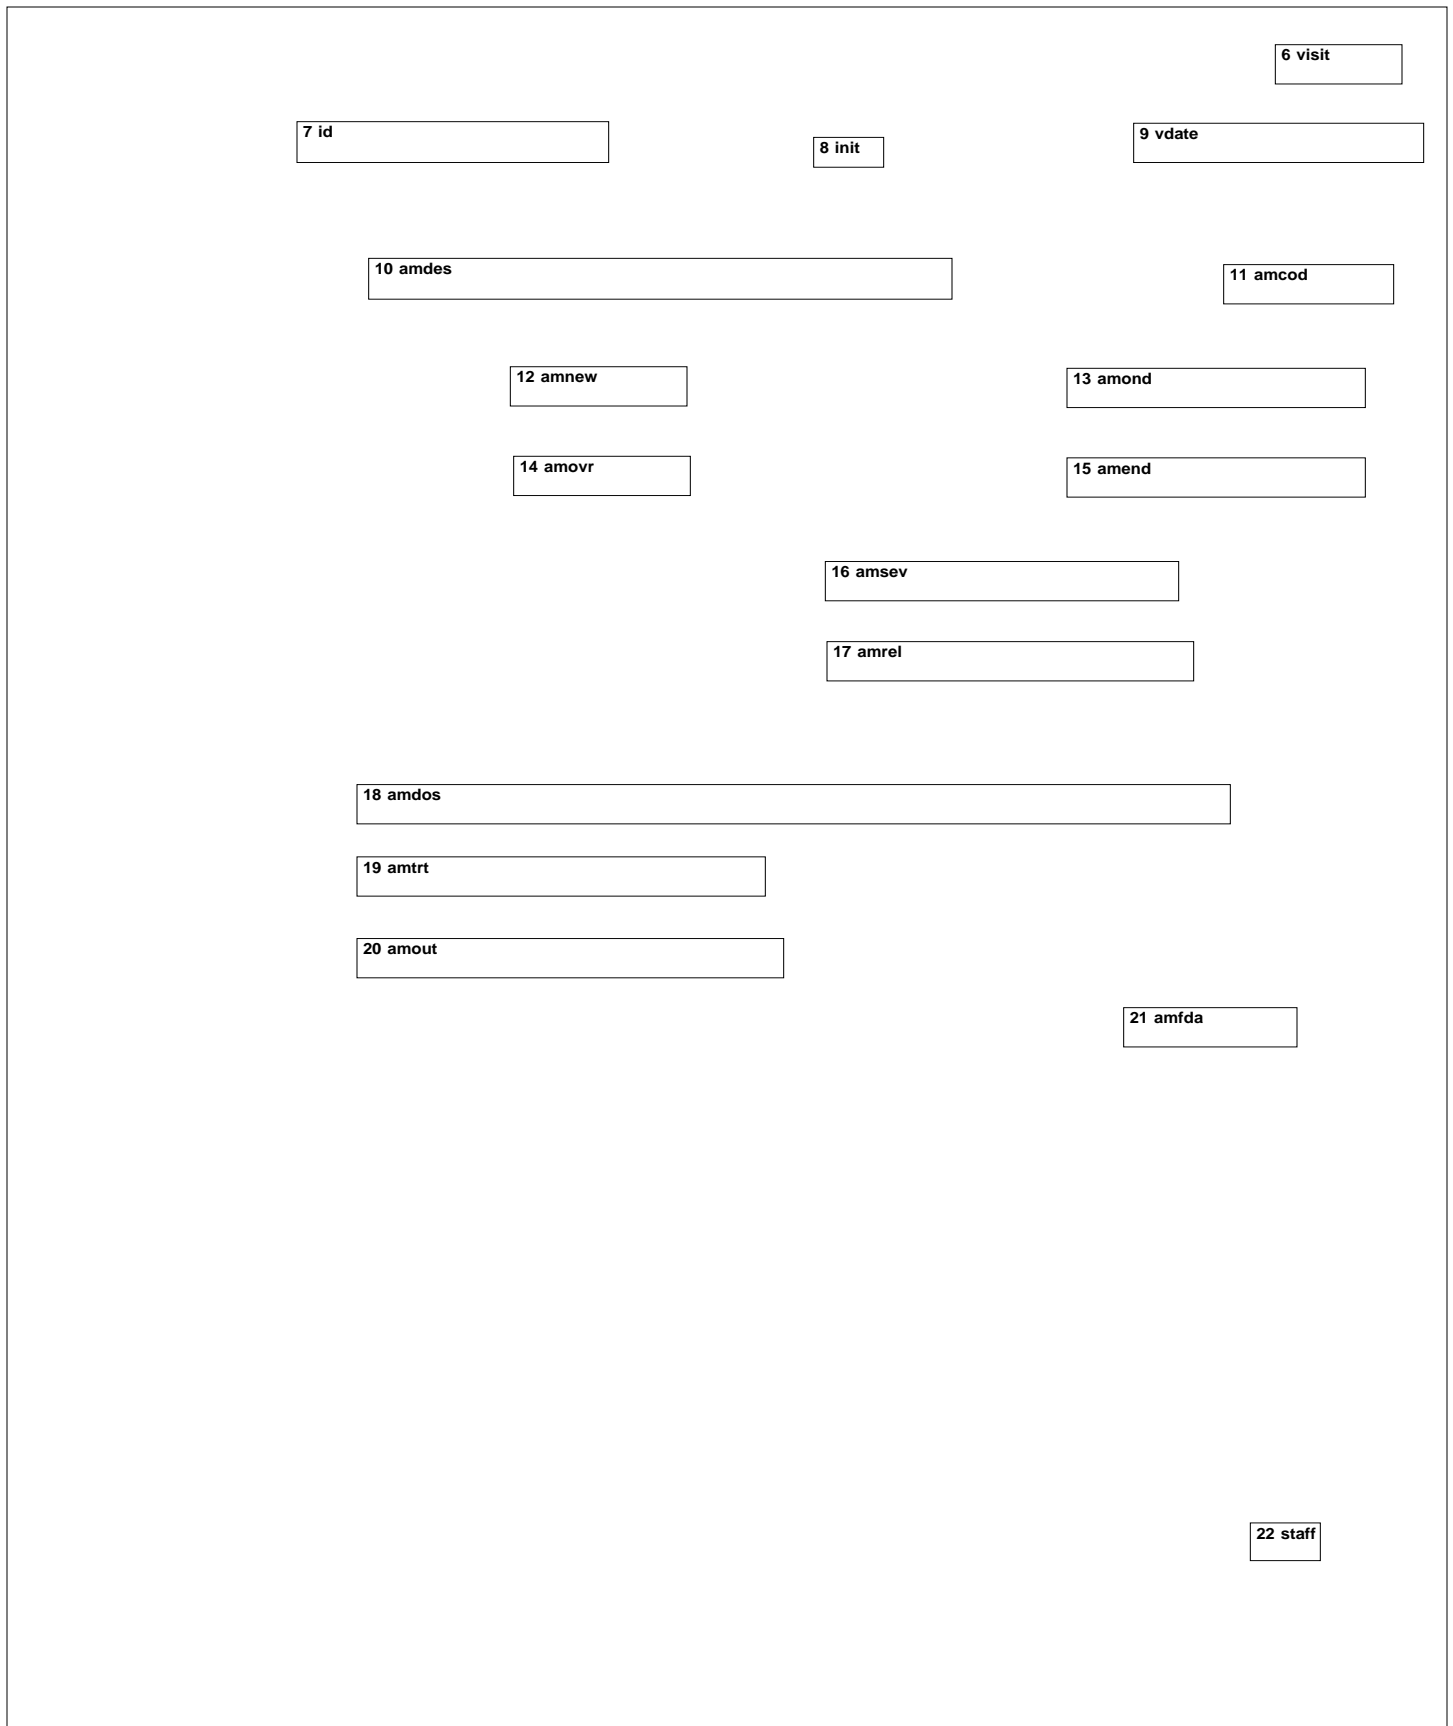 6 visit
7 id
8 init
9 vdate
10 amdes
11 amcod
12 amnew
13 amond
14 amovr
15 amend
16 amsev
17 amrel
18 amdos
19 amtrt
20 amout
21 amfda
22 staff